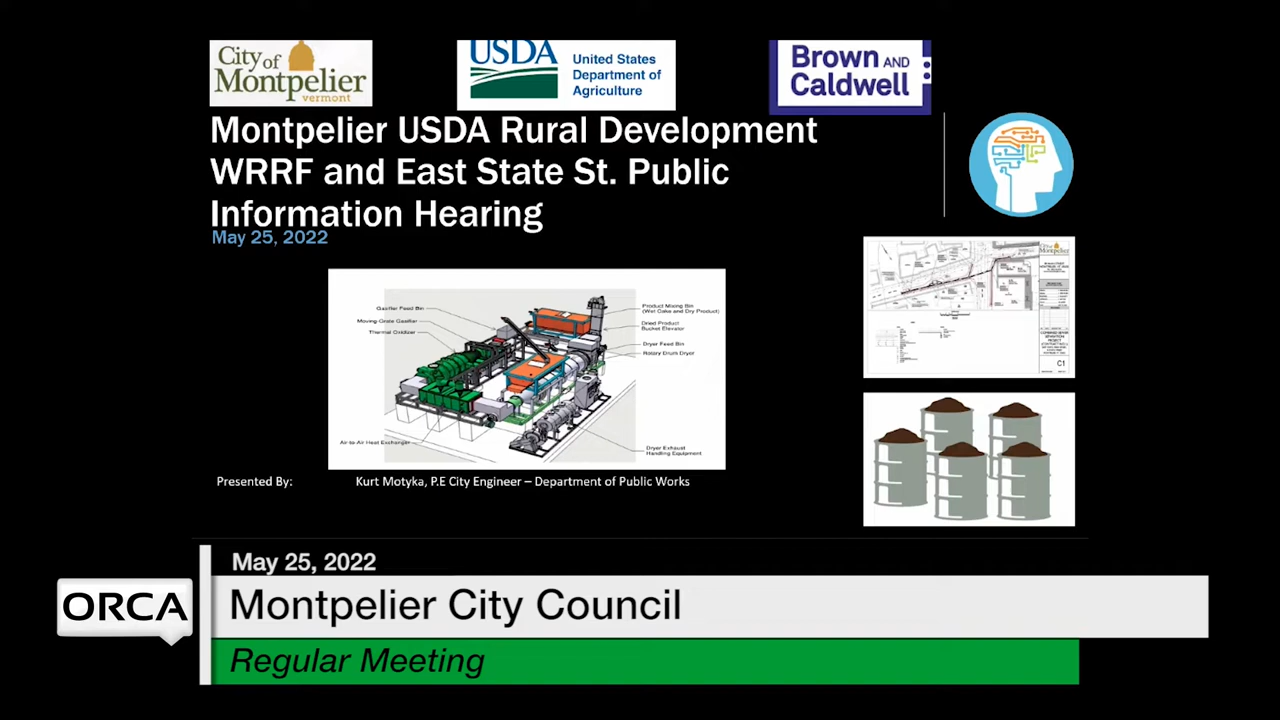 City of
Montpelier
vermont
USDA
United States
Department of
Agriculture
Brown AND
Caldwell
Montpelier USDA Rural Development
WRRF and East State St. Public
Information Hearing
May 25, 2022
Gasifier Feed Bin
Moving-Grate Gasifier
Thermal Oxidizer
Product Mixing Bin
(Wet Cake and Dry Product)
Dried Product
Bucket Elevator
Dryer Feed Bin
Rotary Drum Dryer
Air-to-Air Heat Exchanger
Dryer Exhaust
Handling Equipment
City of
Montpelier
C1
Presented By: Kurt Motyka, P.E City Engineer – Department of Public Works
May 25, 2022
ORCA
Montpelier City Council
Regular Meeting